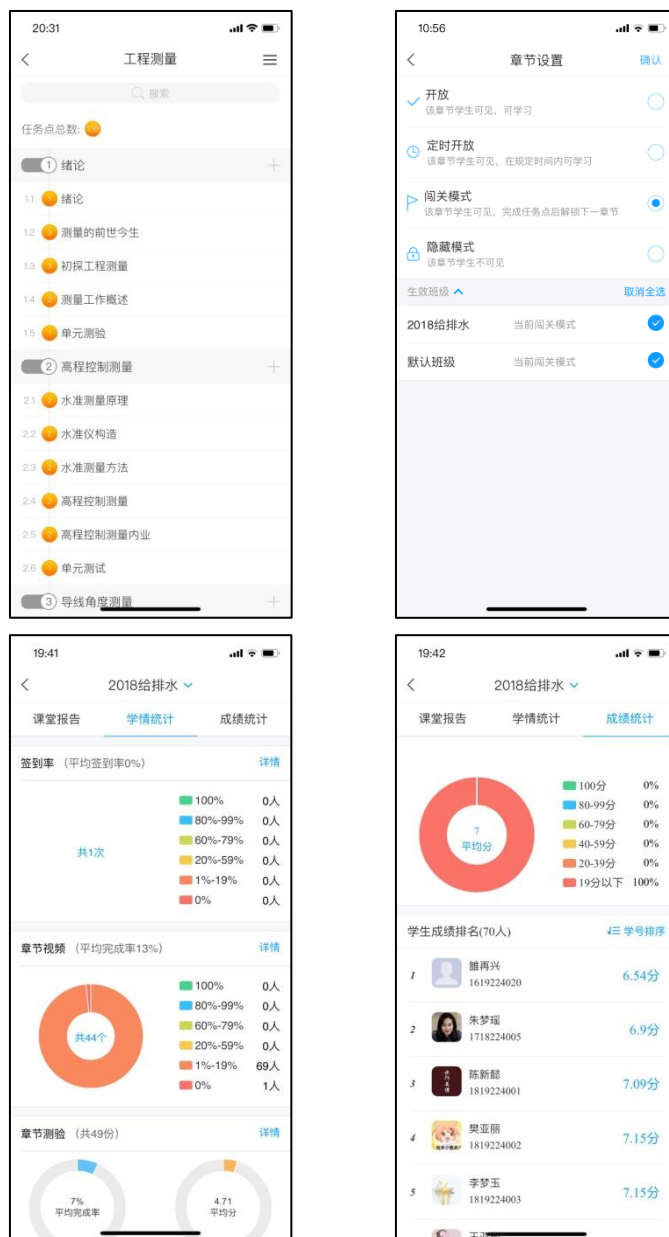 20:31
工程测量
搜索
任务点总数:
1 绪论
1.1 绪论
1.2 测量的前世今生
1.3 初探工程测量
1.4 测量工作概述
1.5 单元测验
2 高程控制测量
2.1 水准测量原理
2.2 水准仪构造
2.3 水准测量方法
2.4 高程控制测量
2.5 高程控制测量内业
2.6 单元测试
3 导线角度测量
10:56
章节设置 确认
开放
该章节学生可见，可学习
定时开放
该章节学生可见，在规定时间内可学习
闯关模式
该章节学生可见，完成任务点后解锁下一章节
隐藏模式
该章节学生不可见
生效班级 取消全选
2018给排水 当前闯关模式
默认班级 当前闯关模式
19:41
2018给排水
课堂报告 学情统计 成绩统计
签到率 (平均签到率0%) 详情
共1次
100% 0人
80%-99% 0人
60%-79% 0人
20%-59% 0人
1%-19% 0人
0% 0人
章节视频 (平均完成率13%) 详情
共44个
100% 0人
80%-99% 0人
60%-79% 0人
20%-59% 0人
1%-19% 69人
0% 1人
章节测验 (共49份) 详情
7%
平均完成率
4.71
平均分
19:42
2018给排水
课堂报告 学情统计 成绩统计
7
平均分
100分 0%
80-99分 0%
60-79分 0%
40-59分 0%
20-39分 0%
19分以下 100%
学生成绩排名(70人) 学号排序
1 雒再兴 6.54分
1619224020
2 朱梦瑶 6.9分
1718224005
3 陈新懿 7.09分
1819224001
4 樊亚丽 7.15分
1819224002
5 李梦玉 7.15分
1819224003